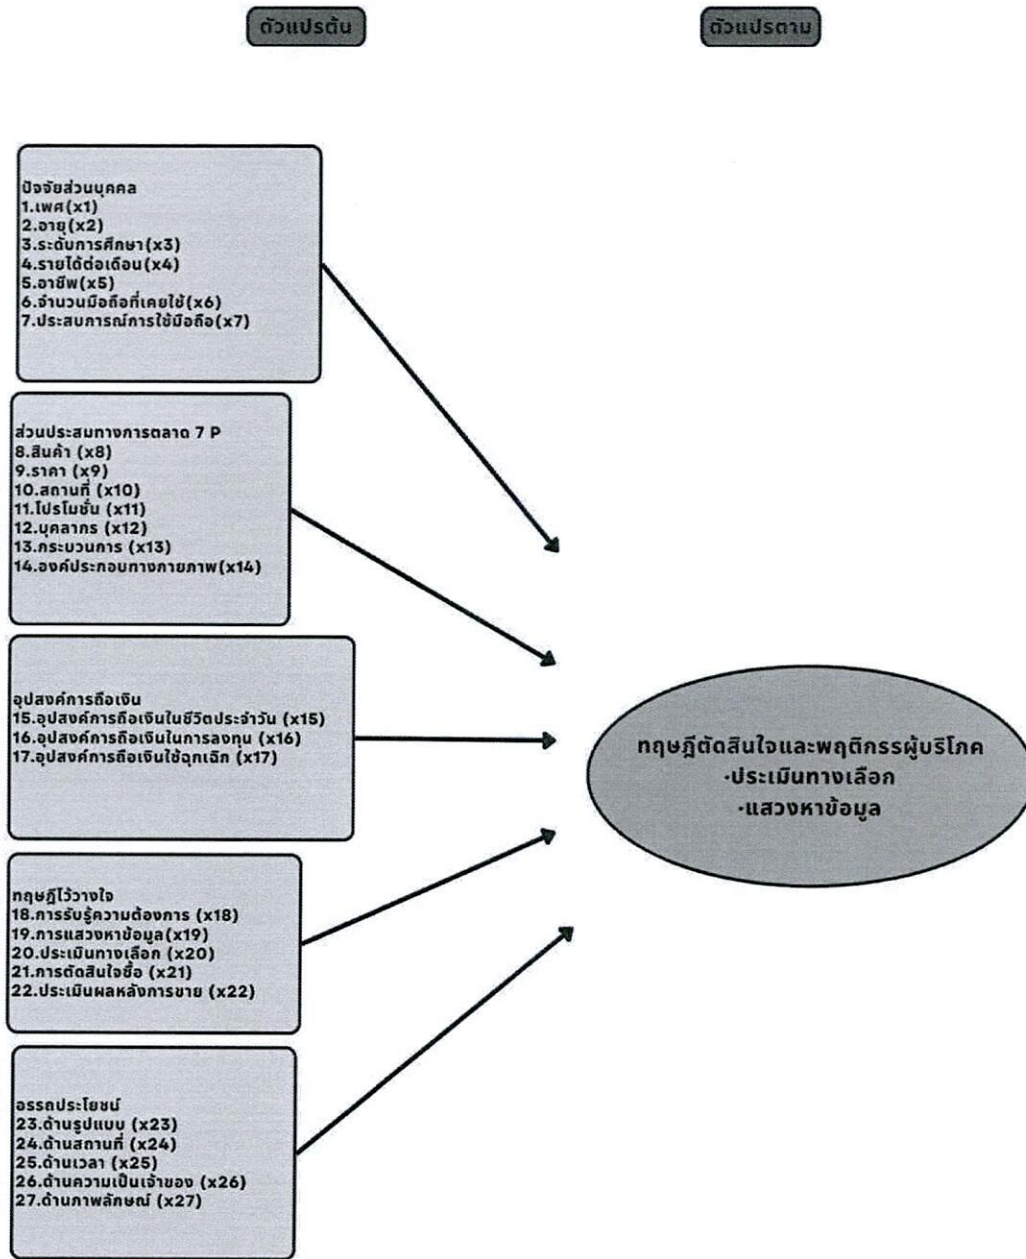 ตัวแปรต้น
ตัวแปรตาม
ปัจจัยส่วนบุคคล
1.เพศ(x1)
2.อายุ(x2)
3.ระดับการศึกษา(x3)
4.รายได้ต่อเดือน(x4)
5.อาชีพ(x5)
6.จำนวนมือถือที่เคยใช้(x6)
7.ประสบการณ์การใช้มือถือ(x7)
ส่วนประสมทางการตลาด 7 P
8.สินค้า (x8)
9.ราคา (x9)
10.สถานที่ (x10)
11.โปรโมชั่น (x11)
12.บุคลากร (x12)
13.กระบวนการ (x13)
14.องค์ประกอบทางกายภาพ(x14)
อุปสงค์การถือเงิน
15.อุปสงค์การถือเงินในชีวิตประจำวัน (x15)
16.อุปสงค์การถือเงินในการลงทุน (x16)
17.อุปสงค์การถือเงินใช้ฉุกเฉิก (x17)
ทฤษฎีตัดสินใจและพฤติกรรมผู้บริโภค
·ประเมินทางเลือก
·แสวงหาข้อมูล
ทฤษฎีไว้วางใจ
18.การรับรู้ความต้องการ (x18)
19.การแสวงหาข้อมูล(x19)
20.ประเมินทางเลือก (x20)
21.การตัดสินใจซื้อ (x21)
22.ประเมินผลหลังการขาย (x22)
อรรถประโยชน์
23.ด้านรูปแบบ (x23)
24.ด้านสถานที่ (x24)
25.ด้านเวลา (x25)
26.ด้านความเป็นเจ้าของ (x26)
27.ด้านภาพลักษณ์ (x27)